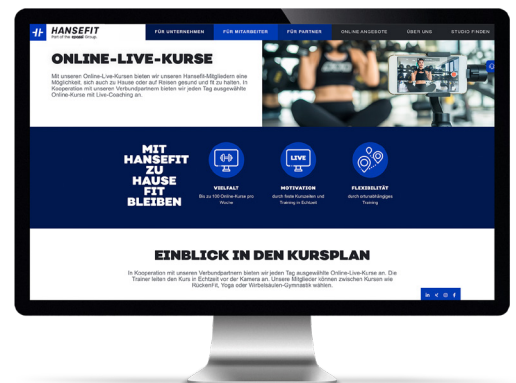 HANSEFIT
Part of the epassi Group.
FÜR UNTERNEHMEN
FÜR MITARBEITER
FÜR PARTNER
ONLINE ANGEBOTE
ÜBER UNS
STUDIO FINDEN
ONLINE-LIVE-KURSE
Mit unseren Online-Live-Kursen bieten wir unseren Hansefit-Mitgliedern eine
Möglichkeit, sich auch zu Hause oder auf Reisen gesund und fit zu halten. In
Kooperation mit unseren Verbundpartnern bieten wir jeden Tag ausgewählte
Online-Kurse mit Live-Coaching an.
MIT
HANSEFIT
ZU
HAUSE
FIT
BLEIBEN
VIELFALT
Bis zu 100 Online-Kurse pro
Woche
LIVE
MOTIVATION
durch feste Kurszeiten und
Training in Echtzeit
FLEXIBILITÄT
durch ortsunabhängiges
Training
EINBLICK IN DEN KURSPLAN
In Kooperation mit unseren Verbundpartnern bieten wir jeden Tag ausgewählte Online-Live-Kurse an. Die
Trainer leiten den Kurs in Echtzeit vor der Kamera an. Unsere Mitglieder können zwischen Kursen wie
RückenFit, Yoga oder Wirbelsäulen-Gymnastik wählen.